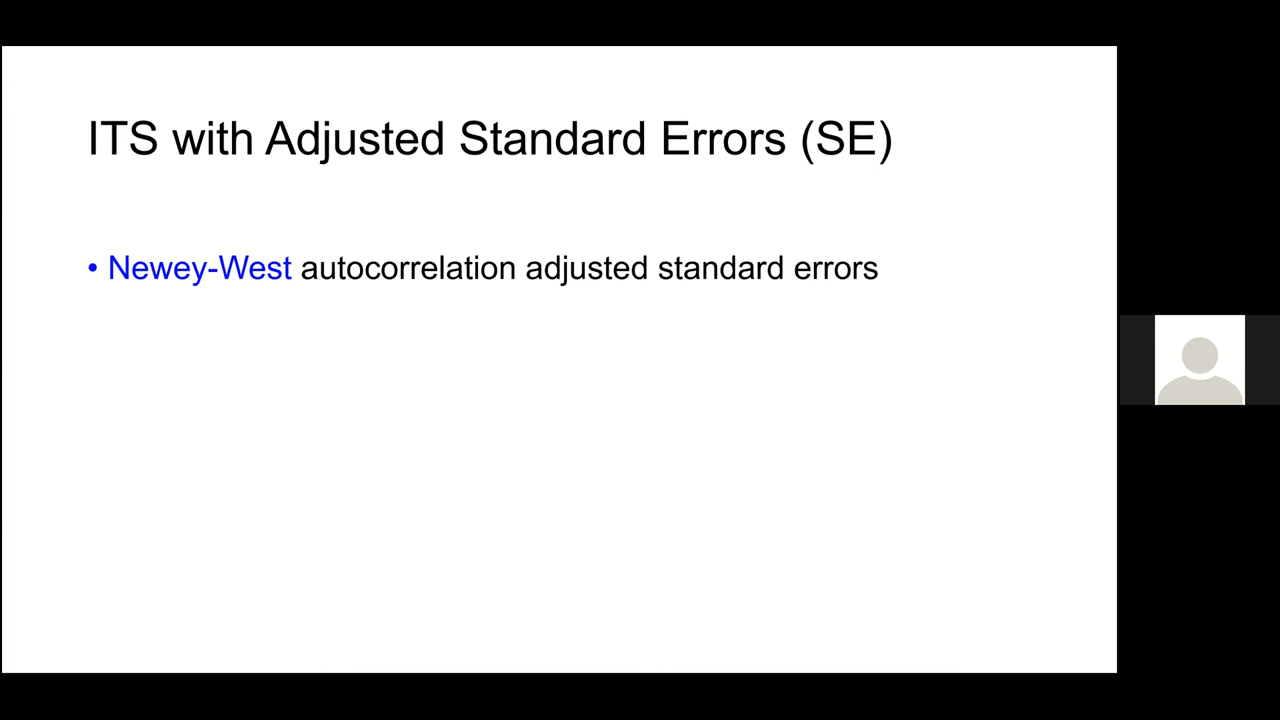 ITS with Adjusted Standard Errors (SE)
• Newey-West autocorrelation adjusted standard errors